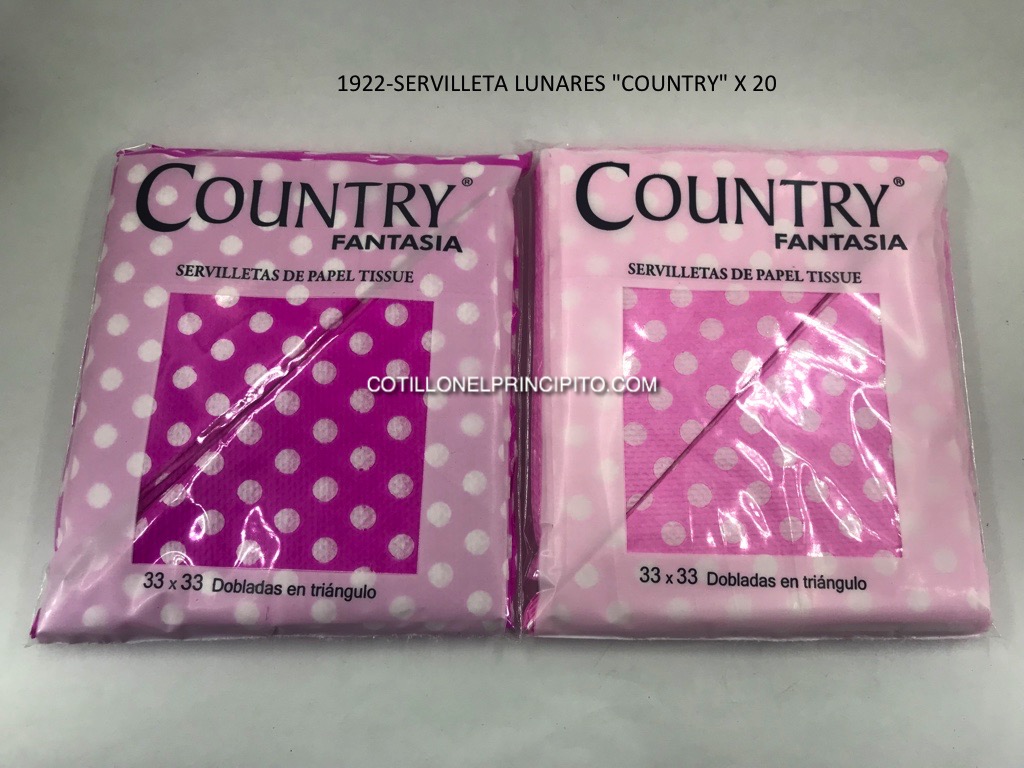 1922-SERVILLETA LUNARES "COUNTRY" X 20
COUNTRY®
FANTASIA
SERVILLETAS DE PAPEL TISSUE
33 x 33 Dobladas en triángulo
COUNTRY®
FANTASIA
SERVILLETAS DE PAPEL TISSUE
33 x 33 Dobladas en triángulo
COTILLONELPRINCIPITO.COM